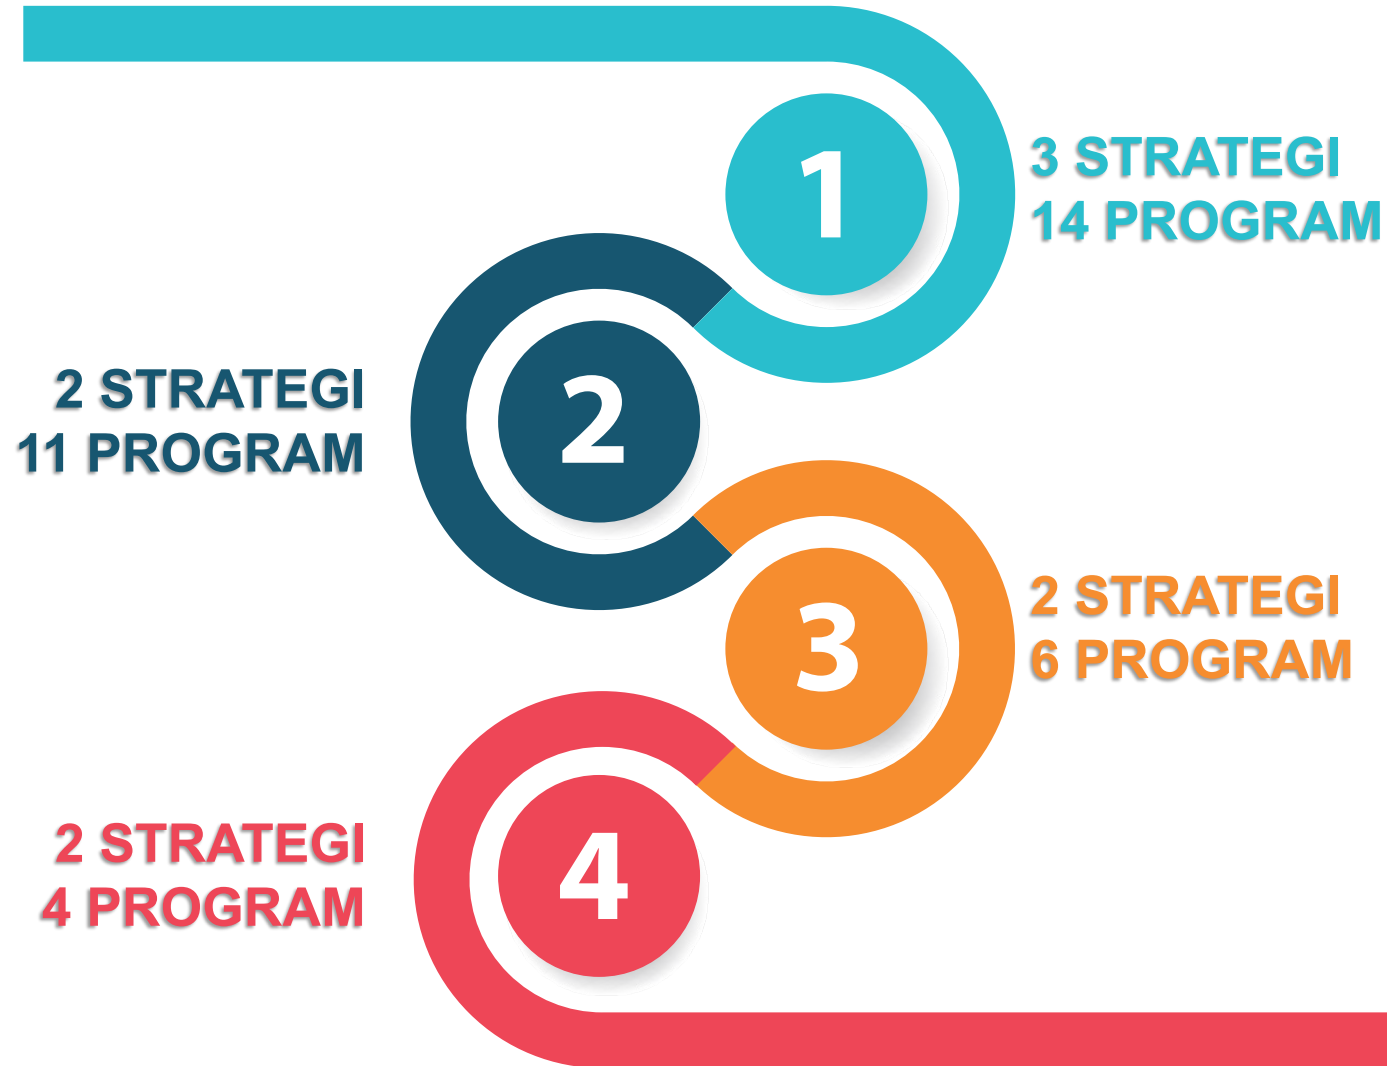 1
3 STRATEGI
14 PROGRAM
2
2 STRATEGI
11 PROGRAM
3
2 STRATEGI
6 PROGRAM
4
2 STRATEGI
4 PROGRAM